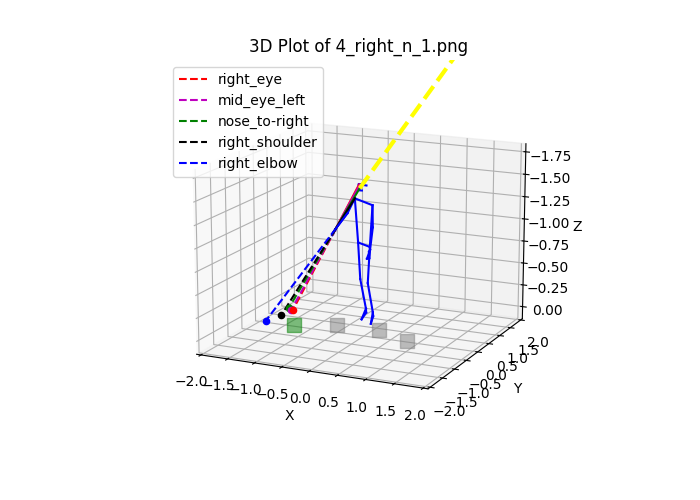 3D Plot of 4_right_n_1.png
right_eye
mid_eye_left
nose_to-right
right_shoulder
right_elbow
−1.75
−1.50
−1.25
−1.00
−0.75
−0.50
−0.25
0.00
Z
2.0
1.5
1.0
0.5
0.0
−0.5
−1.0
−1.5
−2.0
Y
−2.0
−1.5
−1.0
−0.5
0.0
0.5
1.0
1.5
2.0
X